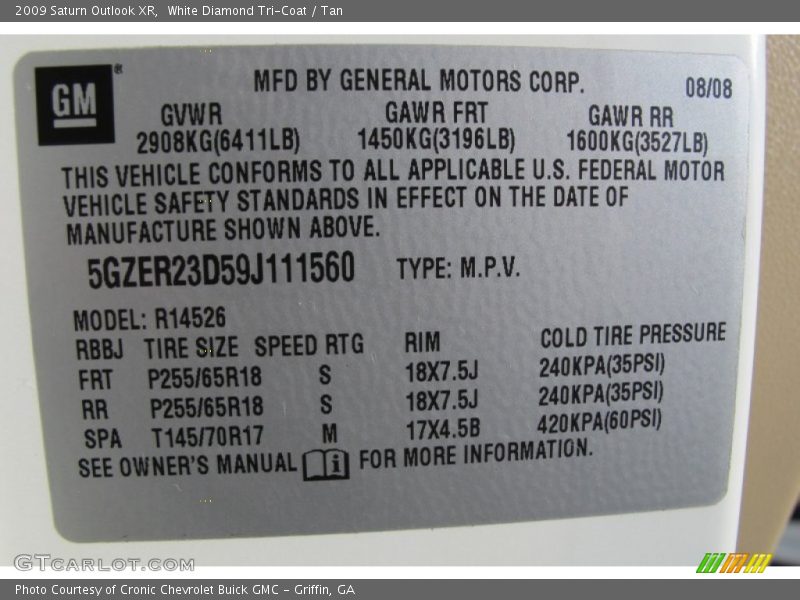 2009 Saturn Outlook XR,  White Diamond Tri-Coat / Tan
GM® MFD BY GENERAL MOTORS CORP. 08/08
GVWR GAWR FRT GAWR RR
2908KG(6411LB) 1450KG(3196LB) 1600KG(3527LB)
THIS VEHICLE CONFORMS TO ALL APPLICABLE U.S. FEDERAL MOTOR
VEHICLE SAFETY STANDARDS IN EFFECT ON THE DATE OF
MANUFACTURE SHOWN ABOVE.
5GZER23D59J111560 TYPE: M.P.V.
MODEL: R14526
RBBJ TIRE SIZE SPEED RTG RIM COLD TIRE PRESSURE
FRT P255/65R18 S 18X7.5J 240KPA(35PSI)
RR P255/65R18 S 18X7.5J 240KPA(35PSI)
SPA T145/70R17 M 17X4.5B 420KPA(60PSI)
SEE OWNER'S MANUAL i FOR MORE INFORMATION.
GTCARLOT.COM
Photo Courtesy of Cronic Chevrolet Buick GMC - Griffin, GA